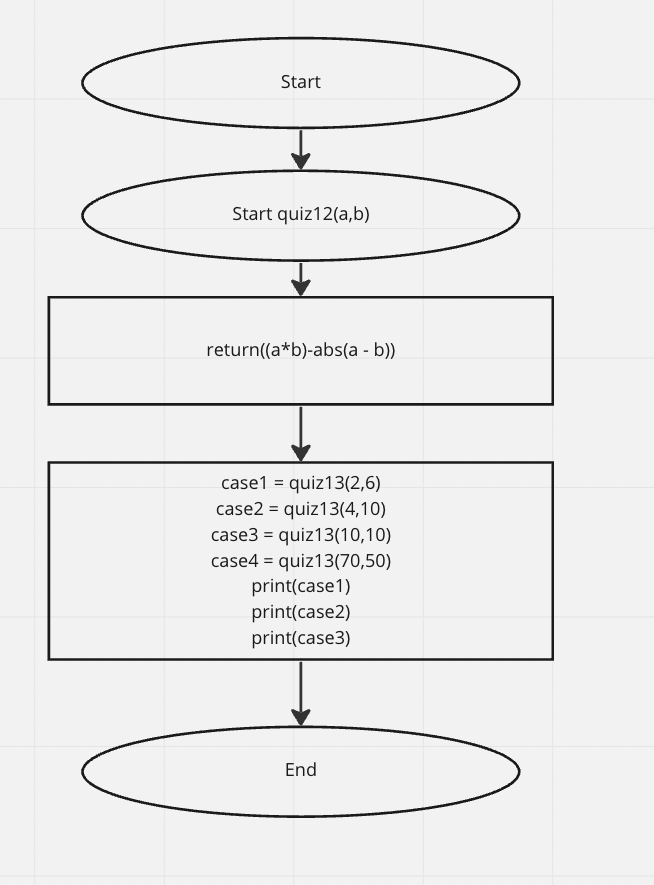 Start
Start quiz12(a,b)
return((a*b)-abs(a - b))
case1 = quiz13(2,6)
case2 = quiz13(4,10)
case3 = quiz13(10,10)
case4 = quiz13(70,50)
print(case1)
print(case2)
print(case3)
End